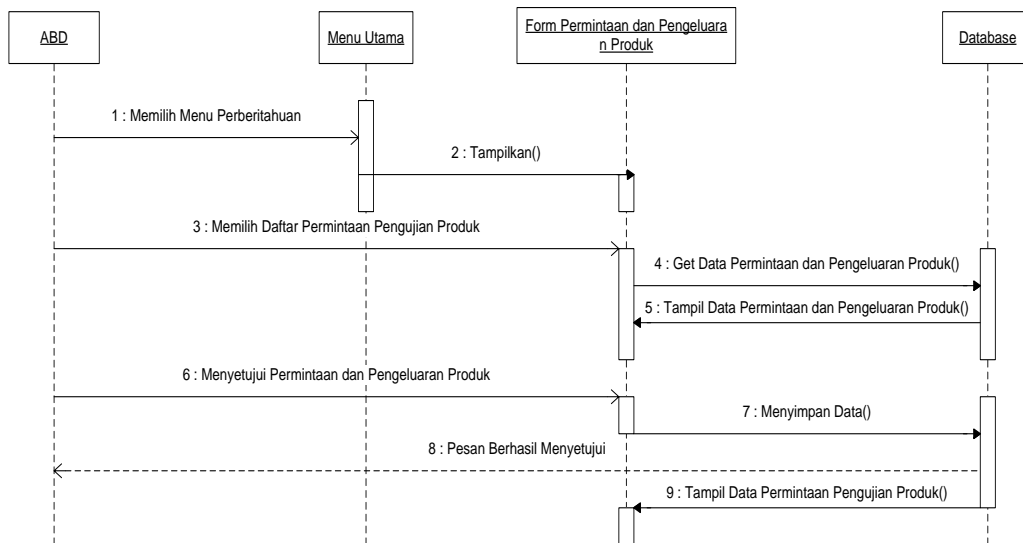 ABD
Menu Utama
Form Permintaan dan Pengeluara
n Produk
Database
1 : Memilih Menu Perberitahuan
2 : Tampilkan()
3 : Memilih Daftar Permintaan Pengujian Produk
4 : Get Data Permintaan dan Pengeluaran Produk()
5 : Tampil Data Permintaan dan Pengeluaran Produk()
6 : Menyetujui Permintaan dan Pengeluaran Produk
7 : Menyimpan Data()
8 : Pesan Berhasil Menyetujui
9 : Tampil Data Permintaan Pengujian Produk()